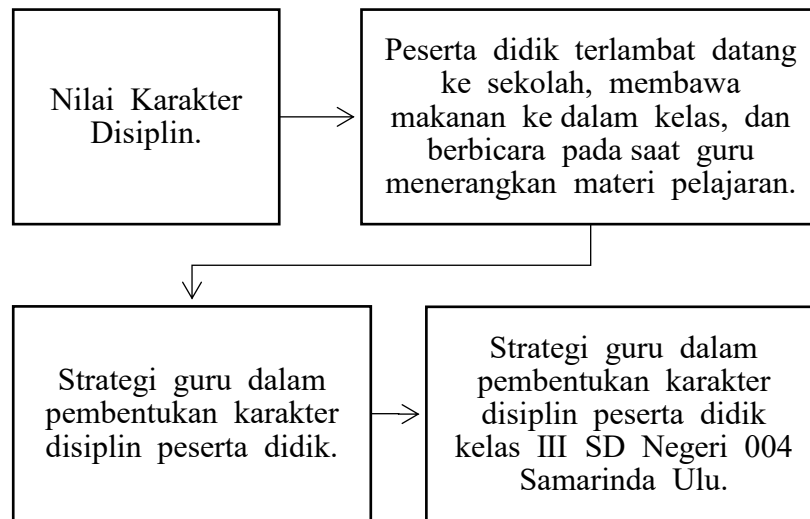 Nilai Karakter
Disiplin.
Peserta didik terlambat datang
ke sekolah, membawa
makanan ke dalam kelas, dan
berbicara pada saat guru
menerangkan materi pelajaran.
Strategi guru dalam
pembentukan karakter
disiplin peserta didik.
Strategi guru dalam
pembentukan karakter
disiplin peserta didik
kelas III SD Negeri 004
Samarinda Ulu.